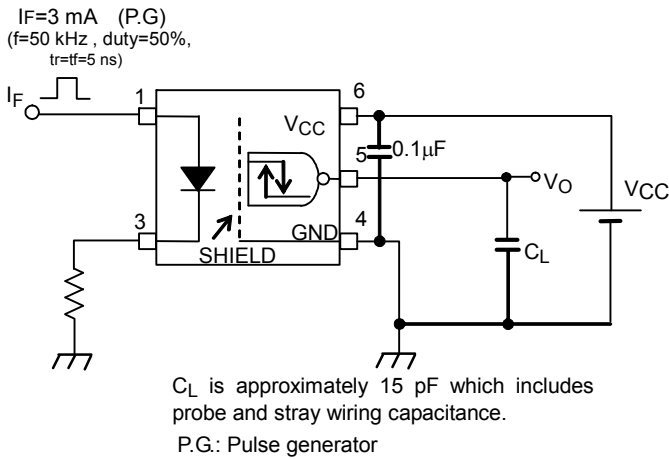 IF=3 mA (P.G)
(f=50 kHz , duty=50%,
tr=tf=5 ns)
IF
1
6
VCC
5
0.1μF
VO
VCC
3
4
GND
SHIELD
CL
CL is approximately 15 pF which includes
probe and stray wiring capacitance.
P.G.: Pulse generator